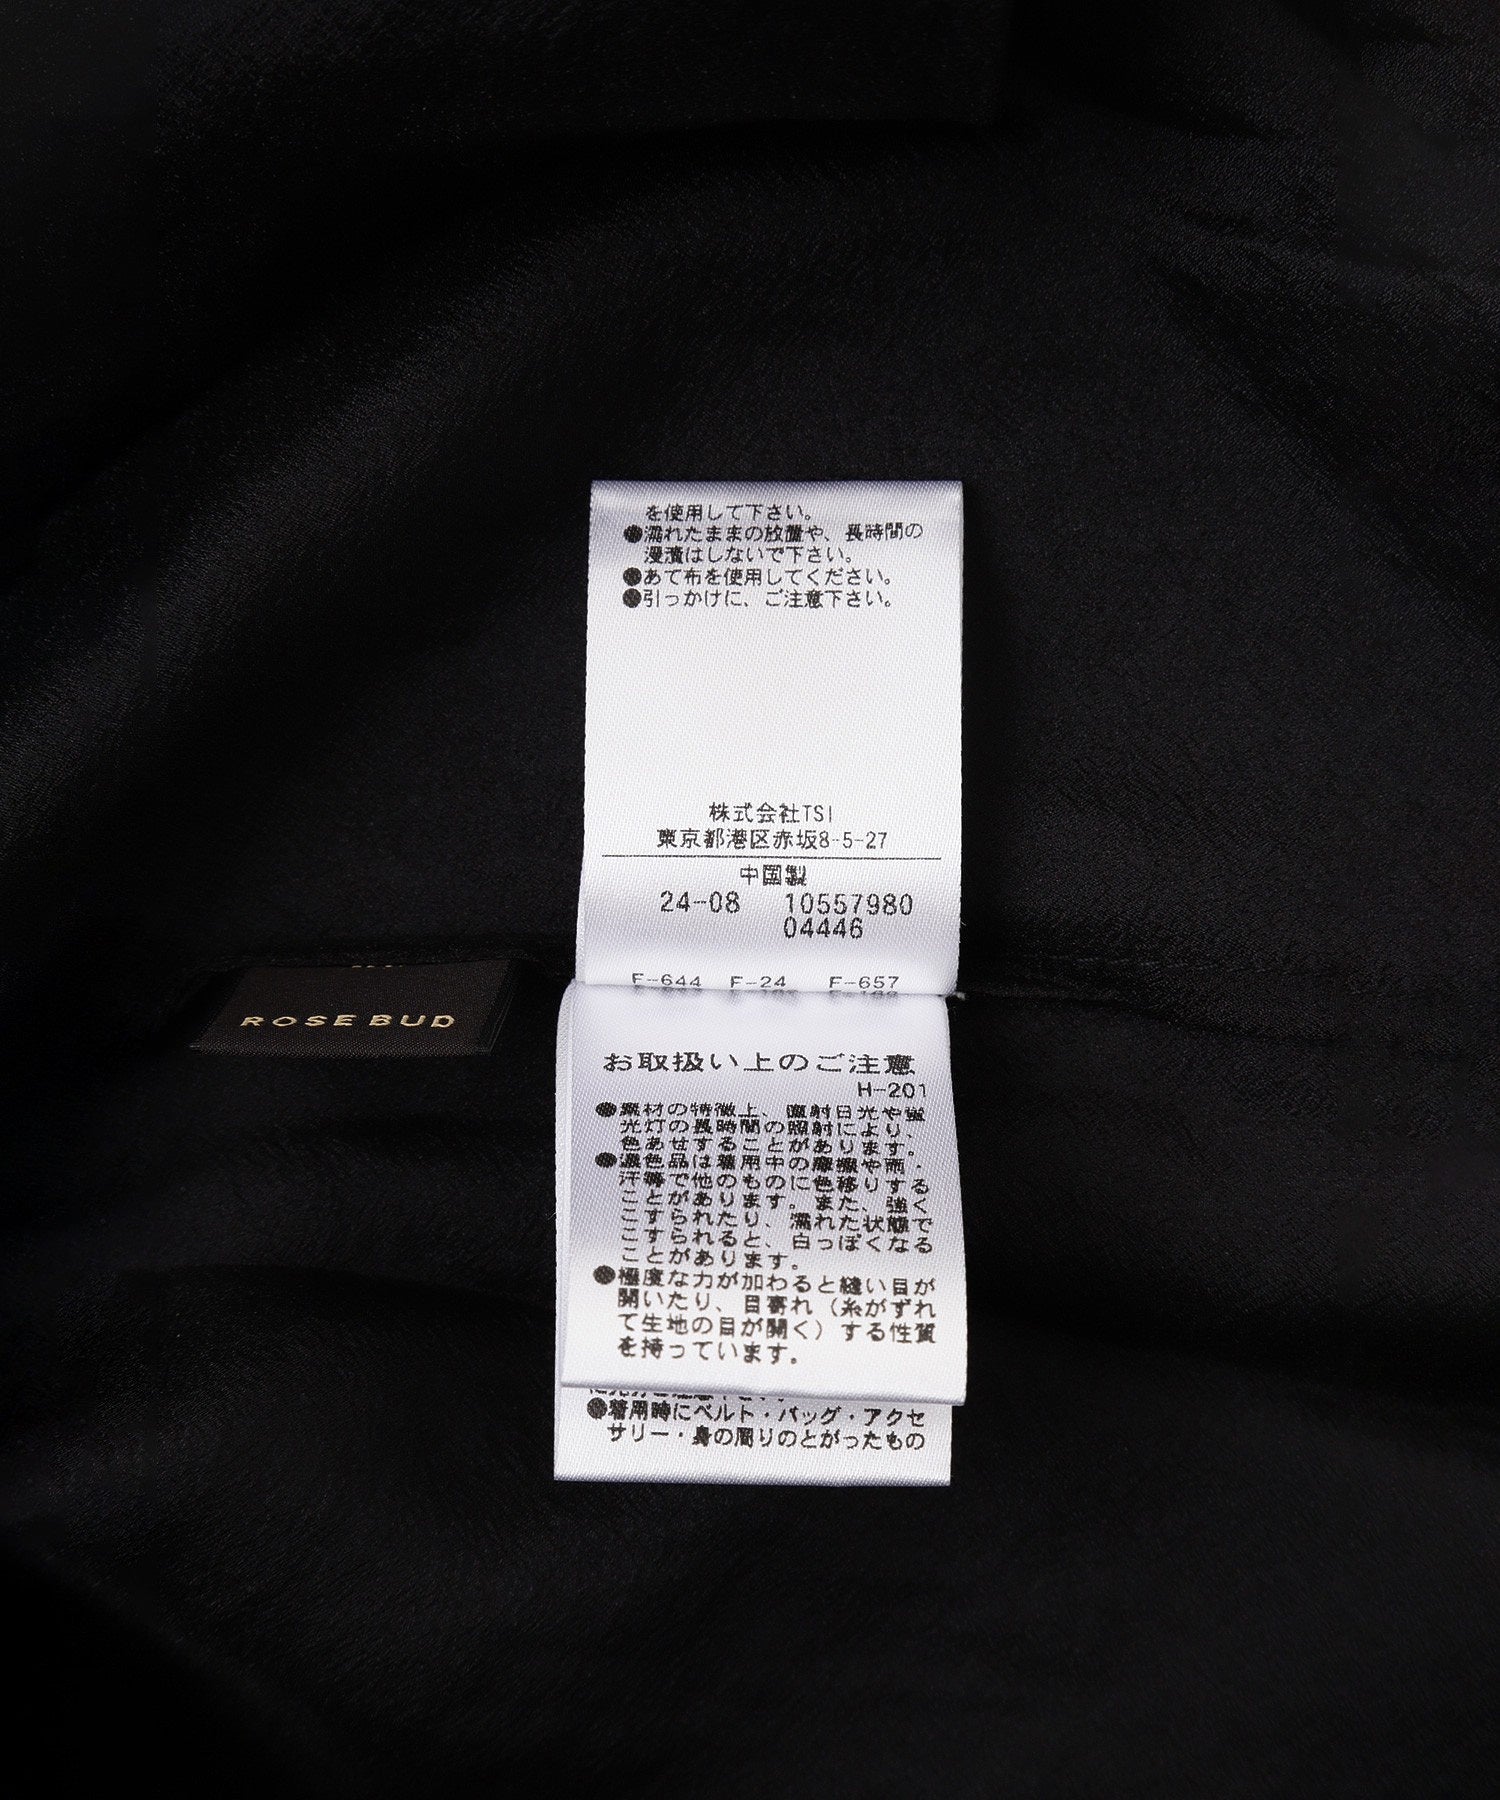 を使用して下さい。
●濡れたままの放置や、長時間の
浸漬はしないで下さい。
●あて布を使用してください。
●引っかけに、ご注意下さい。
株式会社TSI
東京都港区赤坂8-5-27
中国製
24-08 10557980
04446
F-644 F-24 F-657
ROSE BUD
お取扱い上のご注意
H-201
●素材の特徴上、直射日光や蛍
光灯の長時間の照射により、
色あせすることがあります。
●濃色品は着用中の摩擦や雨・
汗等で他のものに色移りする
ことがあります。また、強く
こすられたり、濡れた状態で
こすられると、白っぽくなる
ことがあります。
●極度な力が加わると縫い目が
開いたり、目寄れ（糸がずれ
て生地の目が開く）する性質
を持っています。
●着用時にベルト・バッグ・アクセ
サリー・身の周りのとがったもの